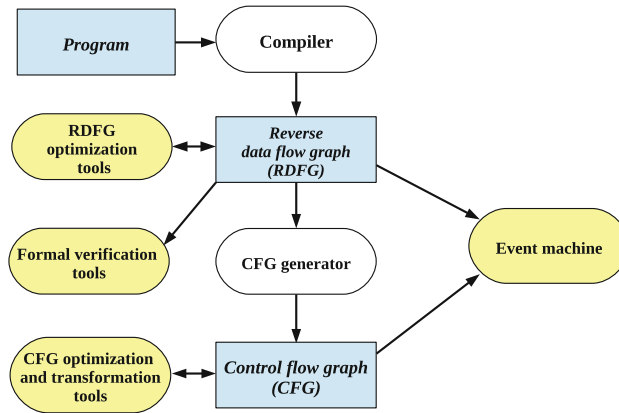 Program
Compiler
RDFG
optimization
tools
Reverse
data flow graph
(RDFG)
Formal verification
tools
CFG generator
Event machine
CFG optimization
and transformation
tools
Control flow graph
(CFG)